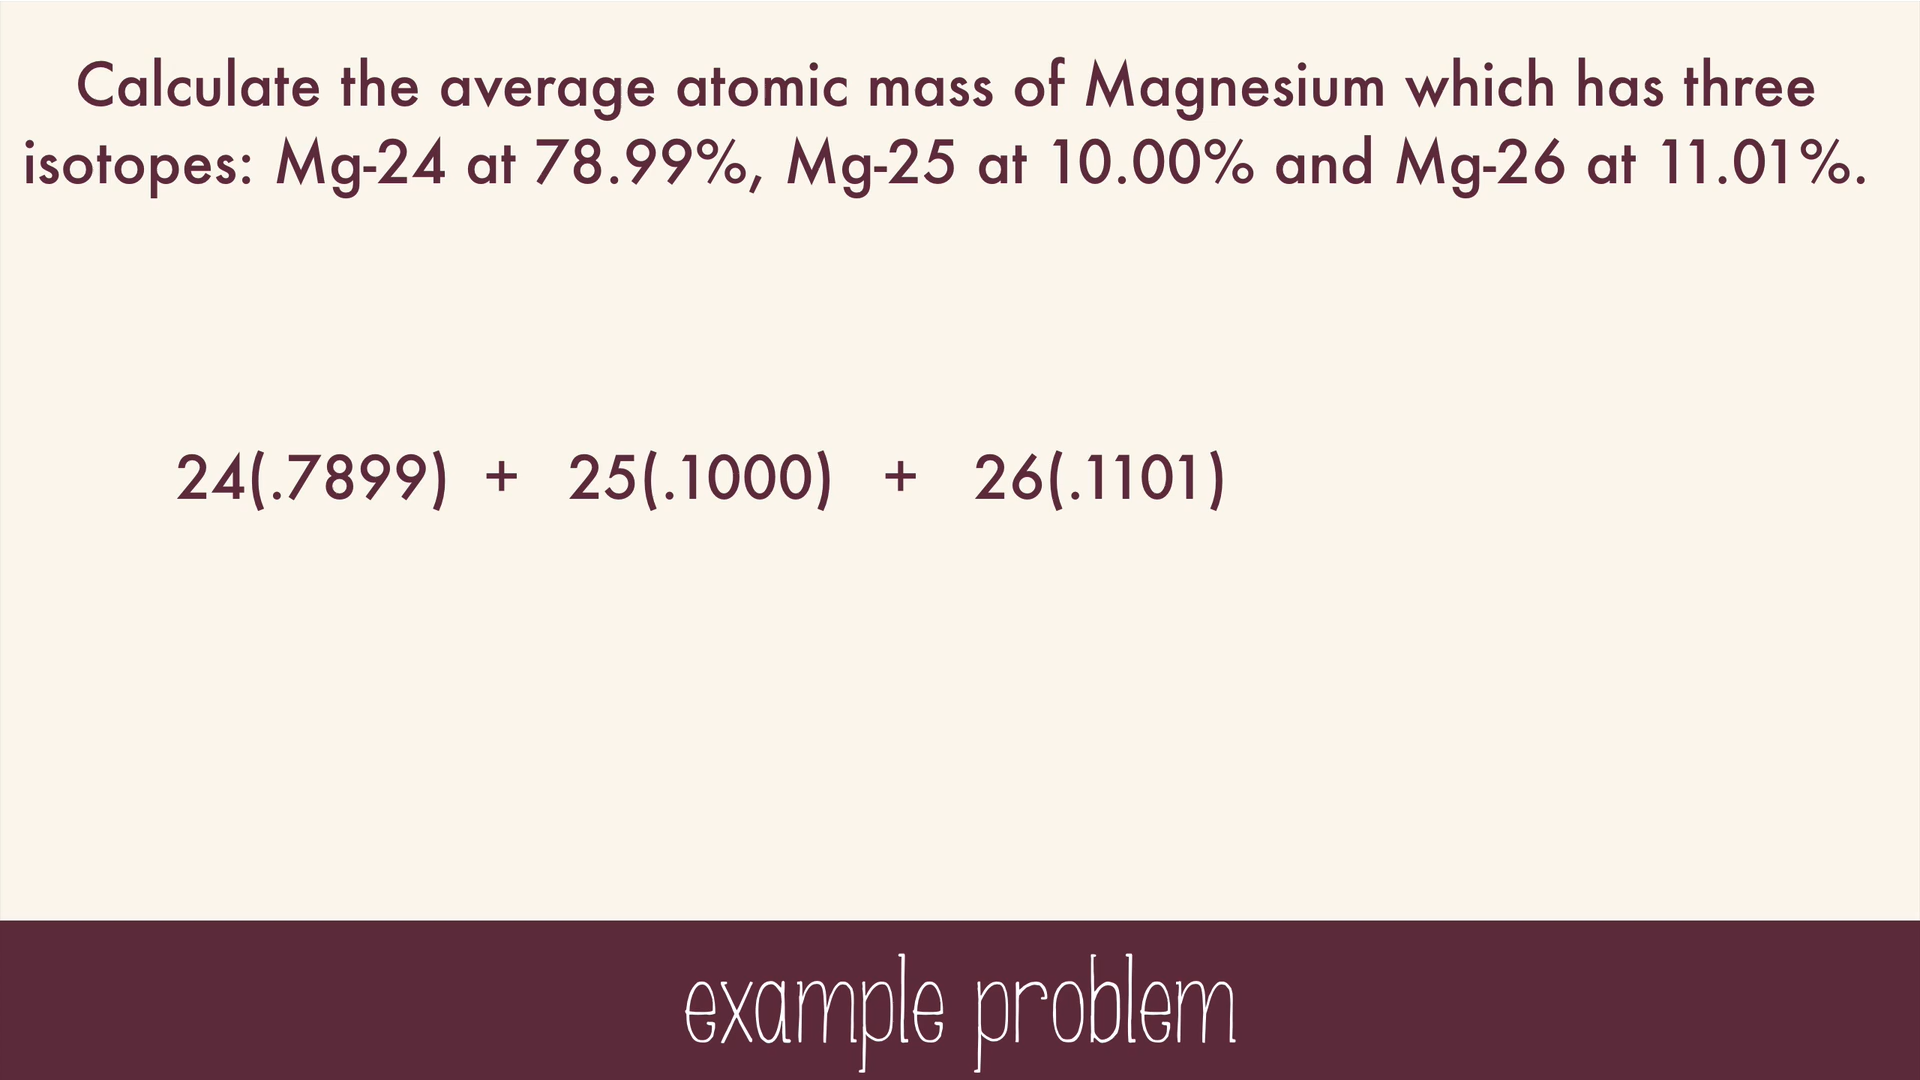 Calculate the average atomic mass of Magnesium which has three
isotopes: Mg-24 at 78.99%, Mg-25 at 10.00% and Mg-26 at 11.01%.
24(.7899) + 25(.1000) + 26(.1101)
example problem